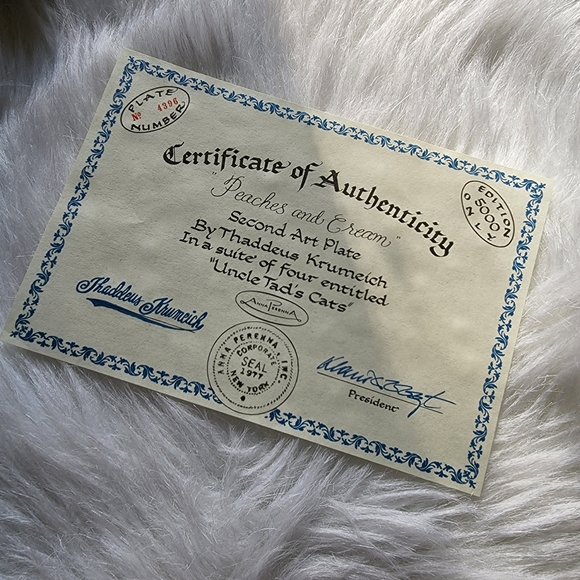 PLATE
No 4396
NUMBER
Certificate of Authenticity
"Peaches and Cream"
Second Art Plate
By Thaddeus Krumeich
In a suite of four entitled
"Uncle Tad's Cats"
EDITION
5000
ONLY
Thaddeus Krumeich
ANNA PERENNA
ANNA PERENNA, INC
CORPORATE
SEAL
1977
NEW YORK
President